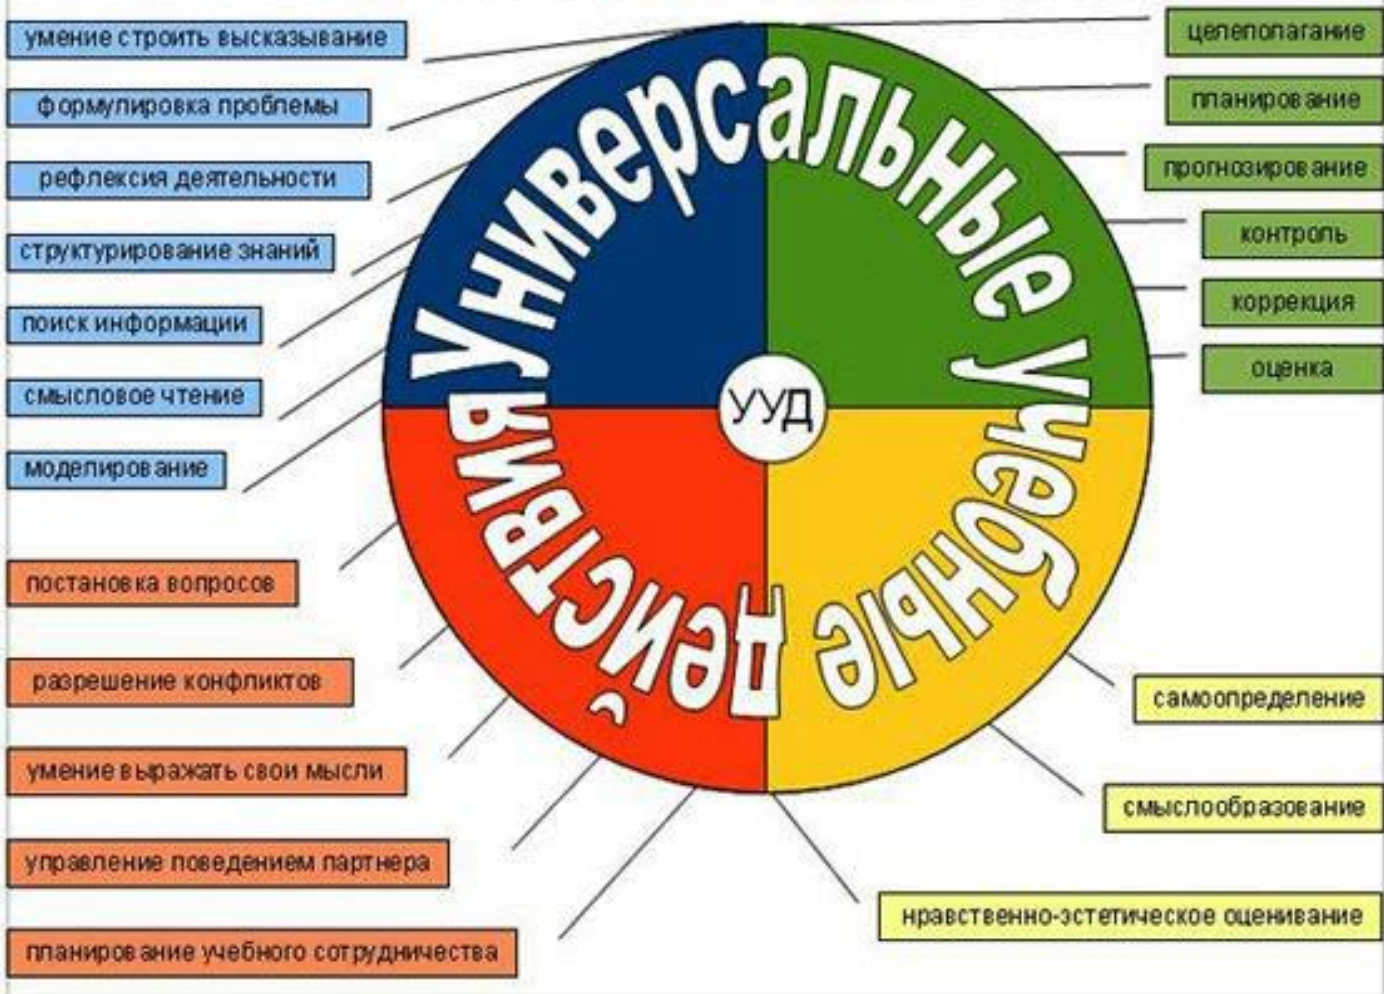 умение строить высказывание
формулировка проблемы
рефлексия деятельности
структурирование знаний
поиск информации
смысловое чтение
моделирование
постановка вопросов
разрешение конфликтов
умение выражать свои мысли
управление поведением партнера
планирование учебного сотрудничества
Универсальные учебные действия
УУД
целеполагание
планирование
прогнозирование
контроль
коррекция
оценка
самоопределение
смыслообразование
нравственно-эстетическое оценивание